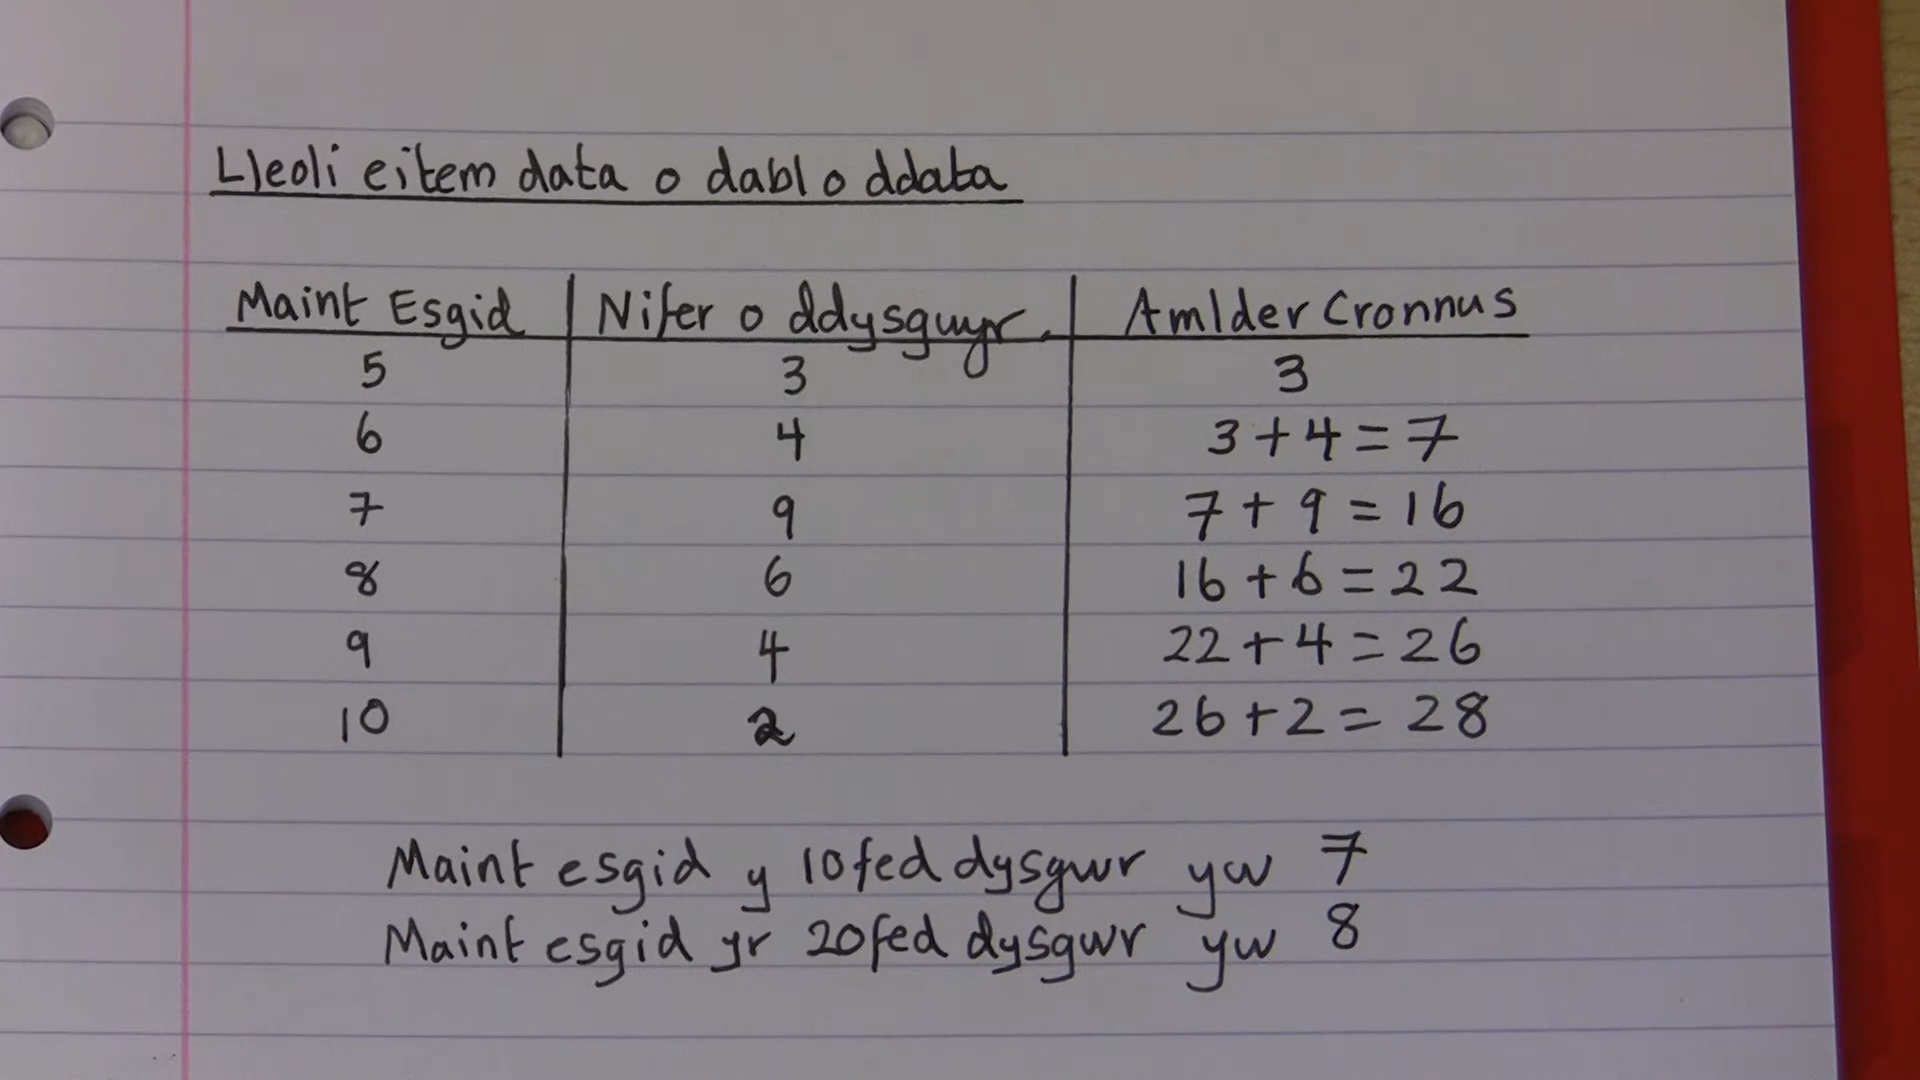 Lleoli eitem data o dabl o ddata
Maint Esgid Nifer o ddysgwyr. Amlder Cronnus
5 3 3
6 4 3+4=7
7 9 7+9=16
8 6 16+6=22
9 4 22+4=26
10 2 26+2=28
Maint esgid y 10fed dysgwr yw 7
Maint esgid yr 20fed dysgwr yw 8